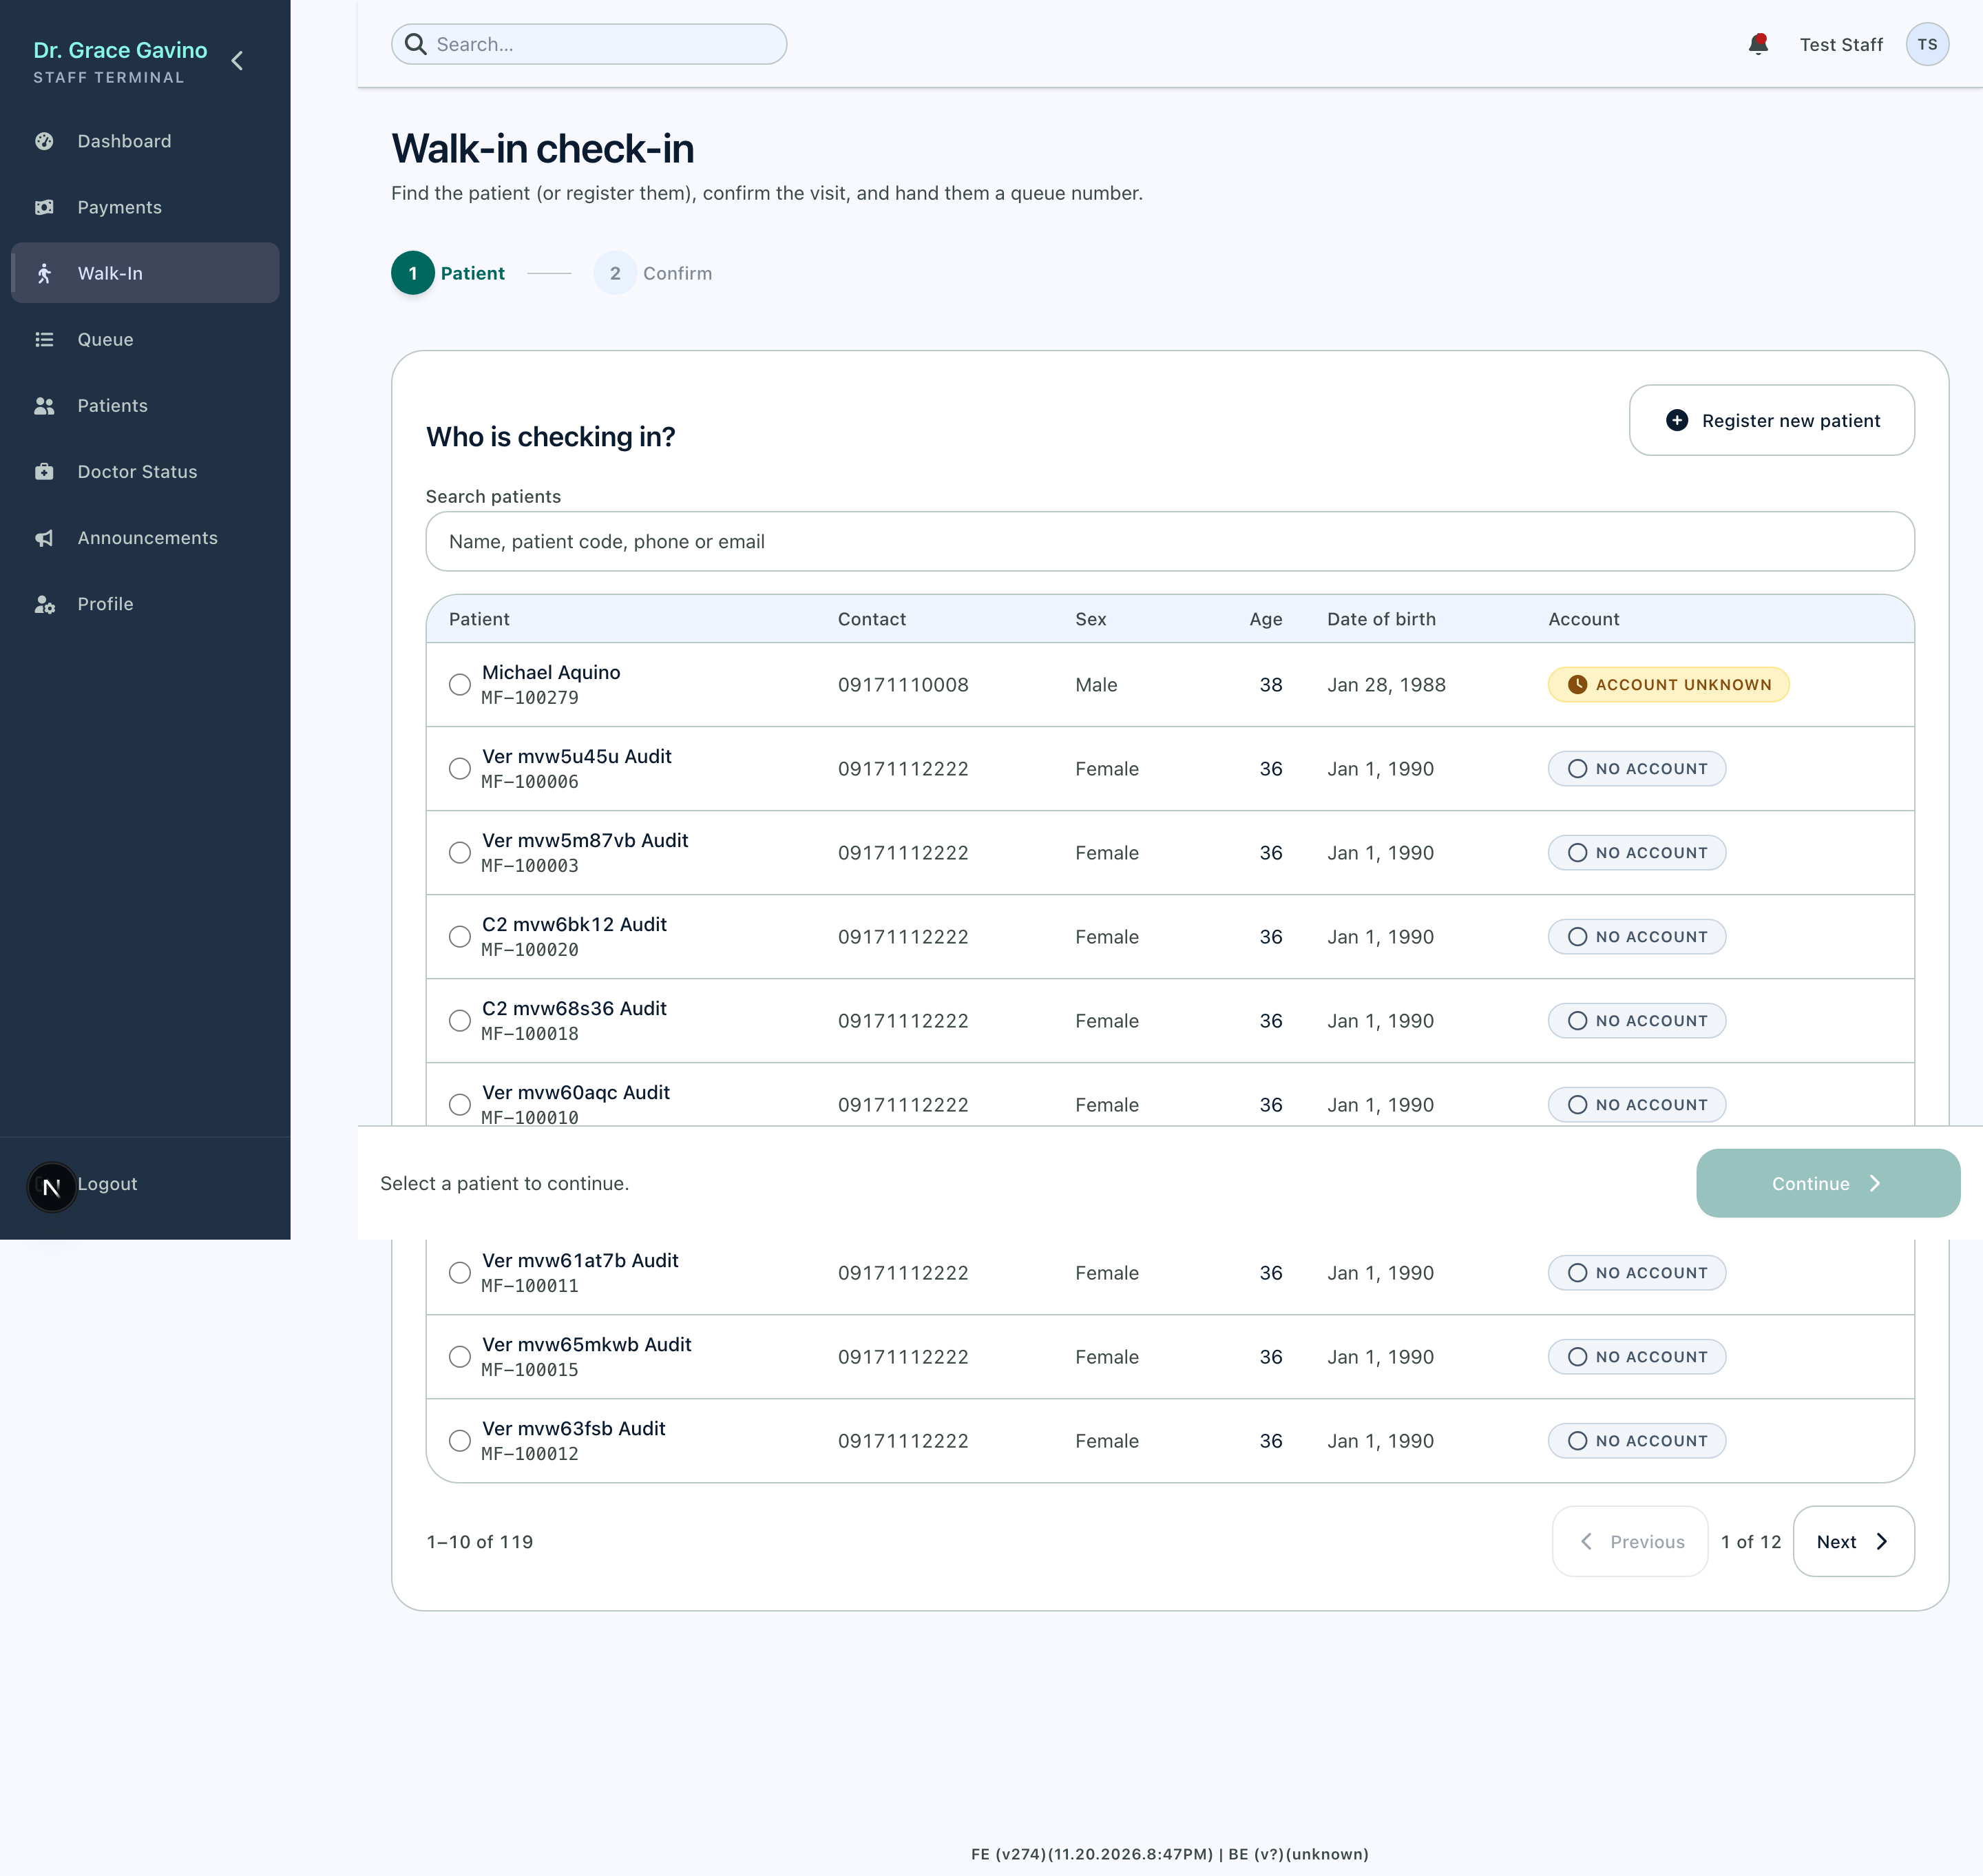 Dr. Grace Gavino
STAFF TERMINAL
Dashboard
Payments
Walk-In
Queue
Patients
Doctor Status
Announcements
Profile
N
Logout
Search...
Test Staff
TS
Walk-in check-in
Find the patient (or register them), confirm the visit, and hand them a queue number.
1 Patient
2 Confirm
Who is checking in?
Register new patient
Search patients
Name, patient code, phone or email
Patient Contact Sex Age Date of birth Account
Michael Aquino
MF-100279
09171110008 Male 38 Jan 28, 1988 ACCOUNT UNKNOWN
Ver mvw5u45u Audit
MF-100006
09171112222 Female 36 Jan 1, 1990 NO ACCOUNT
Ver mvw5m87vb Audit
MF-100003
09171112222 Female 36 Jan 1, 1990 NO ACCOUNT
C2 mvw6bk12 Audit
MF-100020
09171112222 Female 36 Jan 1, 1990 NO ACCOUNT
C2 mvw68s36 Audit
MF-100018
09171112222 Female 36 Jan 1, 1990 NO ACCOUNT
Ver mvw60aqc Audit
MF-100010
09171112222 Female 36 Jan 1, 1990 NO ACCOUNT
Select a patient to continue.
Continue
Ver mvw61at7b Audit
MF-100011
09171112222 Female 36 Jan 1, 1990 NO ACCOUNT
Ver mvw65mkwb Audit
MF-100015
09171112222 Female 36 Jan 1, 1990 NO ACCOUNT
Ver mvw63fsb Audit
MF-100012
09171112222 Female 36 Jan 1, 1990 NO ACCOUNT
1–10 of 119
Previous
1 of 12
Next
FE (v274)(11.20.2026.8:47PM) | BE (v?)(unknown)